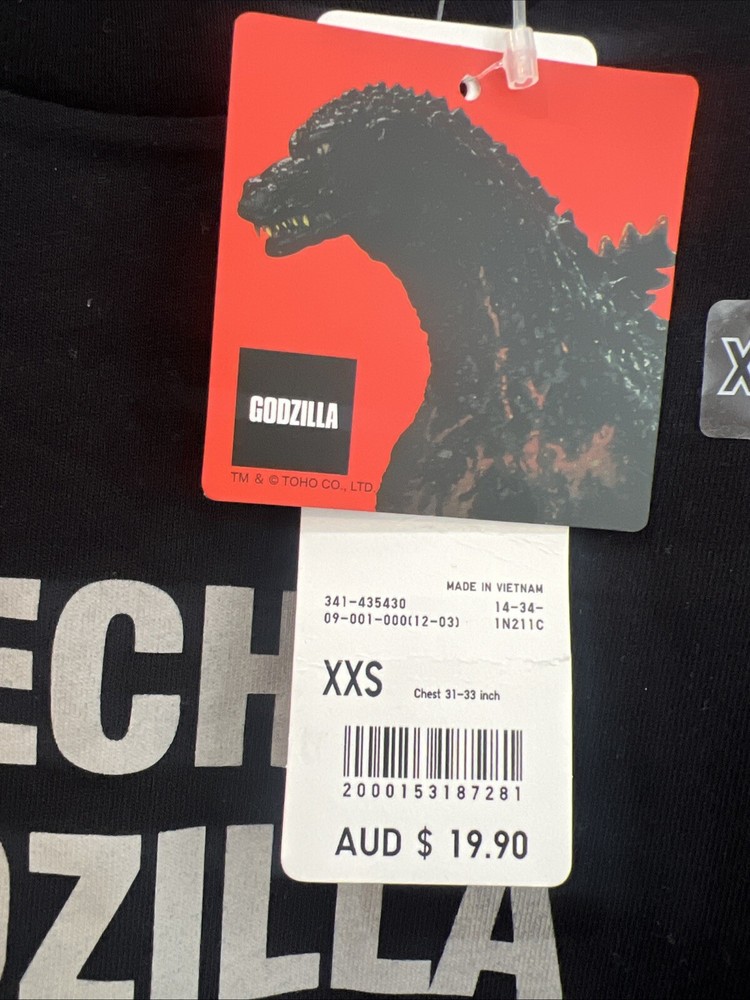 GODZILLA
TM & © TOHO CO., LTD.
MADE IN VIETNAM
341-435430 14-34-
09-001-000(12-03) 1N211C
XXS Chest 31-33 inch
2000153187281
AUD $ 19.90
X
ECH
DZILLA